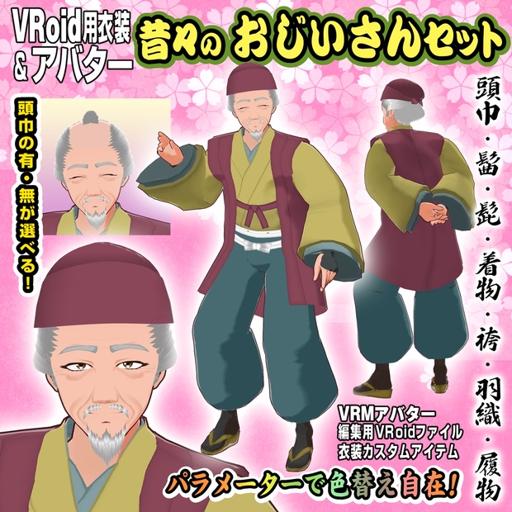 VRoid用衣装
&アバター
昔々の おじいさんセット
頭巾の有・無が選べる!
頭巾・髷・髭・着物・袴・羽織・履物
VRMアバター
編集用VRoidファイル
衣装カスタムアイテム
パラメーターで色替え自在!